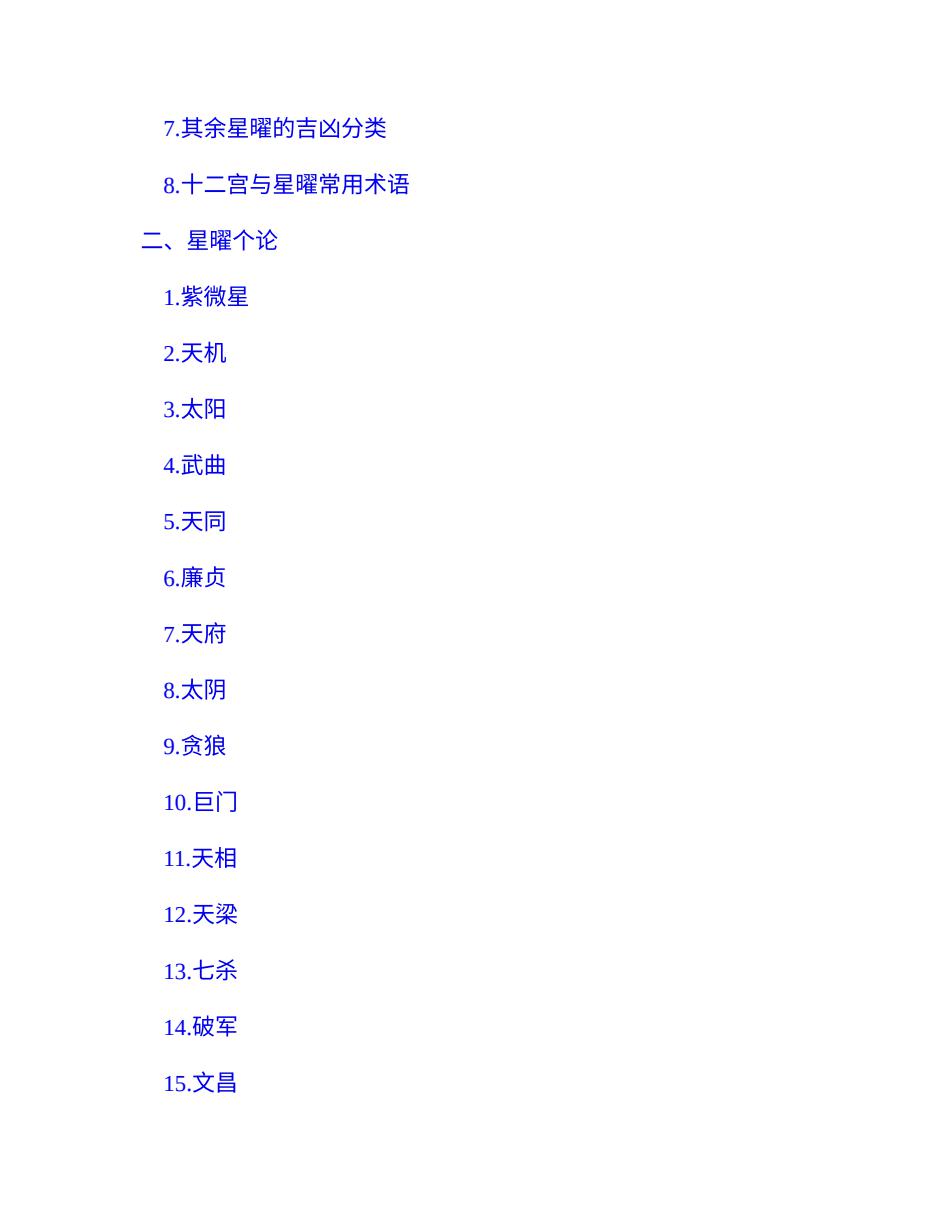 7.其余星曜的吉凶分类
8.十二宫与星曜常用术语
二、星曜个论
1.紫微星
2.天机
3.太阳
4.武曲
5.天同
6.廉贞
7.天府
8.太阴
9.贪狼
10.巨门
11.天相
12.天梁
13.七杀
14.破军
15.文昌